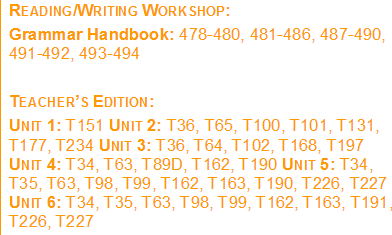 READING/WRITING WORKSHOP:
Grammar Handbook: 478-480, 481-486, 487-490,
491-492, 493-494
TEACHER'S EDITION:
UNIT 1: T151 UNIT 2: T36, T65, T100, T101, T131,
T177, T234 UNIT 3: T36, T64, T102, T168, T197
UNIT 4: T34, T63, T89D, T162, T190 UNIT 5: T34,
T35, T63, T98, T99, T162, T163, T190, T226, T227
UNIT 6: T34, T35, T63, T98, T99, T162, T163, T191,
T226, T227